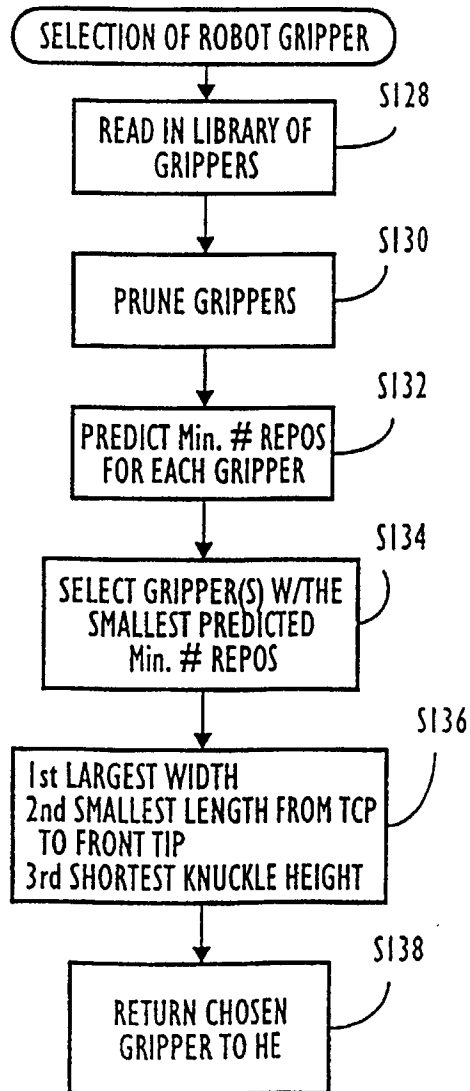 SELECTION OF ROBOT GRIPPER
S128
READ IN LIBRARY OF
GRIPPERS
S130
PRUNE GRIPPERS
S132
PREDICT Min. # REPOS
FOR EACH GRIPPER
S134
SELECT GRIPPER(S) W/THE
SMALLEST PREDICTED
Min. # REPOS
S136
1st LARGEST WIDTH
2nd SMALLEST LENGTH FROM TCP
TO FRONT TIP
3rd SHORTEST KNUCKLE HEIGHT
S138
RETURN CHOSEN
GRIPPER TO HE